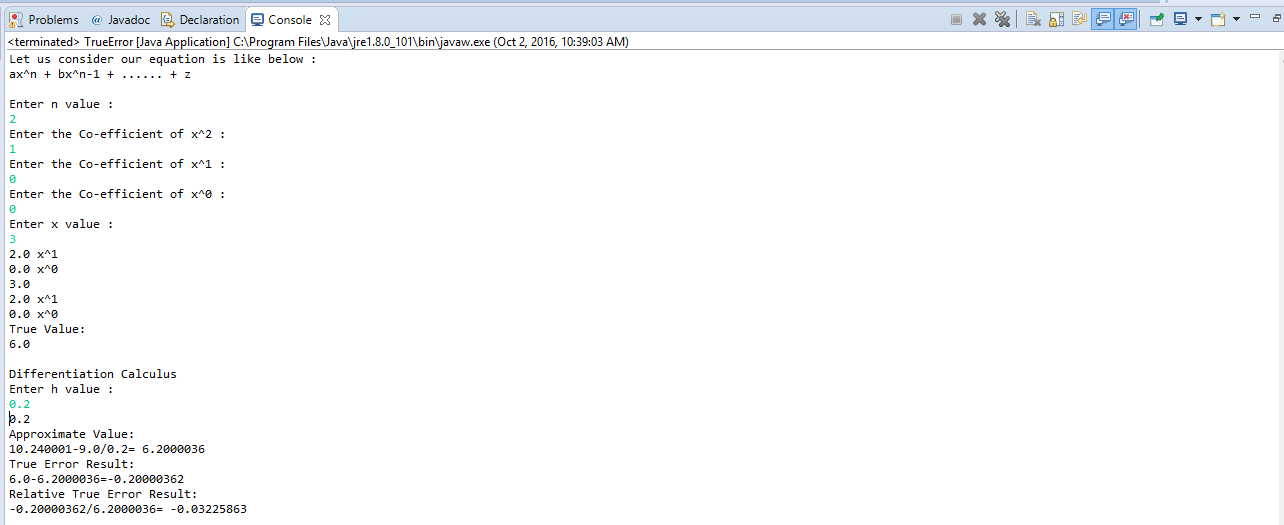 Problems @ Javadoc Declaration Console
<terminated> TrueError [Java Application] C:\Program Files\Java\jre1.8.0_101\bin\javaw.exe (Oct 2, 2016, 10:39:03 AM)
Let us consider our equation is like below :
ax^n + bx^n-1 + ...... + z
Enter n value :
2
Enter the Co-efficient of x^2 :
1
Enter the Co-efficient of x^1 :
0
Enter the Co-efficient of x^0 :
0
Enter x value :
3
2.0 x^1
0.0 x^0
3.0
2.0 x^1
0.0 x^0
True Value:
6.0
Differentiation Calculus
Enter h value :
0.2
0.2
Approximate Value:
10.240001-9.0/0.2= 6.2000036
True Error Result:
6.0-6.2000036=-0.20000362
Relative True Error Result:
-0.20000362/6.2000036= -0.03225863